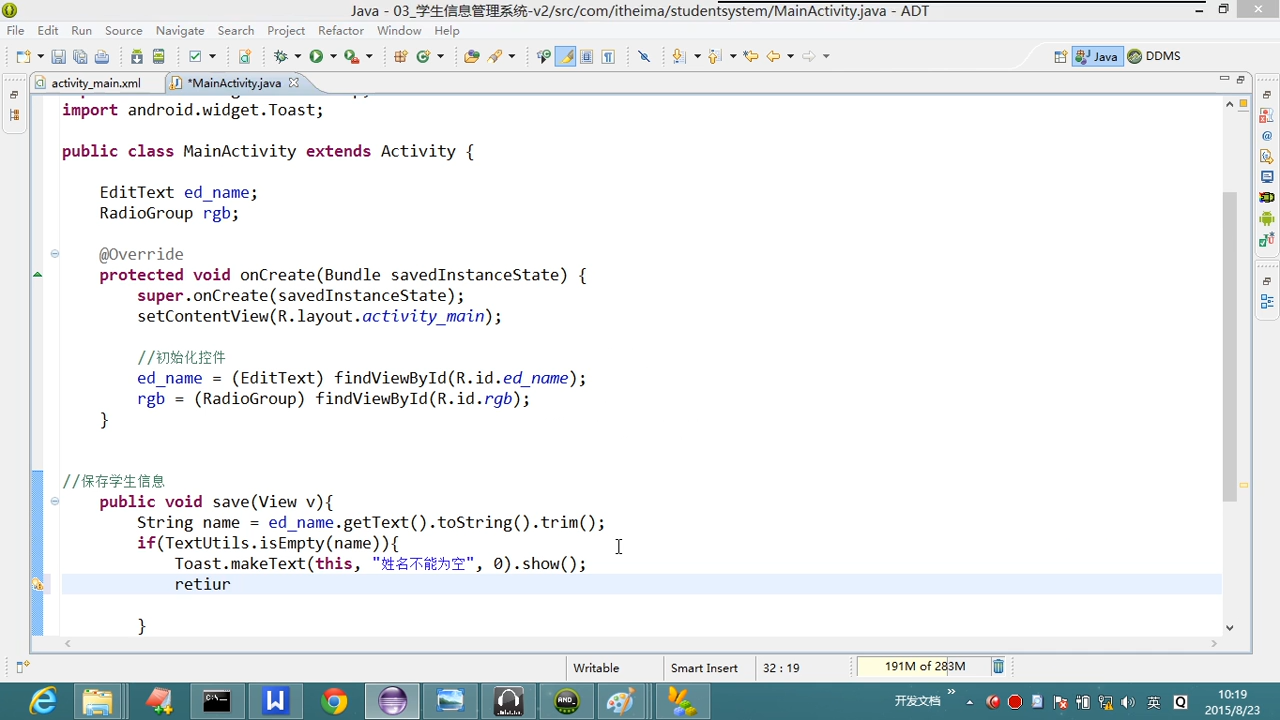 Java - 03_学生信息管理系统-v2/src/com/itheima/studentsystem/MainActivity.java - ADT
File Edit Run Source Navigate Search Project Refactor Window Help
Java DDMS
activity_main.xml *MainActivity.java
import android.widget.Toast;
public class MainActivity extends Activity {
EditText ed_name;
RadioGroup rgb;
@Override
protected void onCreate(Bundle savedInstanceState) {
super.onCreate(savedInstanceState);
setContentView(R.layout.activity_main);
//初始化控件
ed_name = (EditText) findViewById(R.id.ed_name);
rgb = (RadioGroup) findViewById(R.id.rgb);
}
//保存学生信息
public void save(View v){
String name = ed_name.getText().toString().trim();
if(TextUtils.isEmpty(name)){
Toast.makeText(this, "姓名不能为空", 0).show();
retiur
}
Writable Smart Insert 32 : 19 191M of 283M
开发文档 英 10:19
2015/8/23